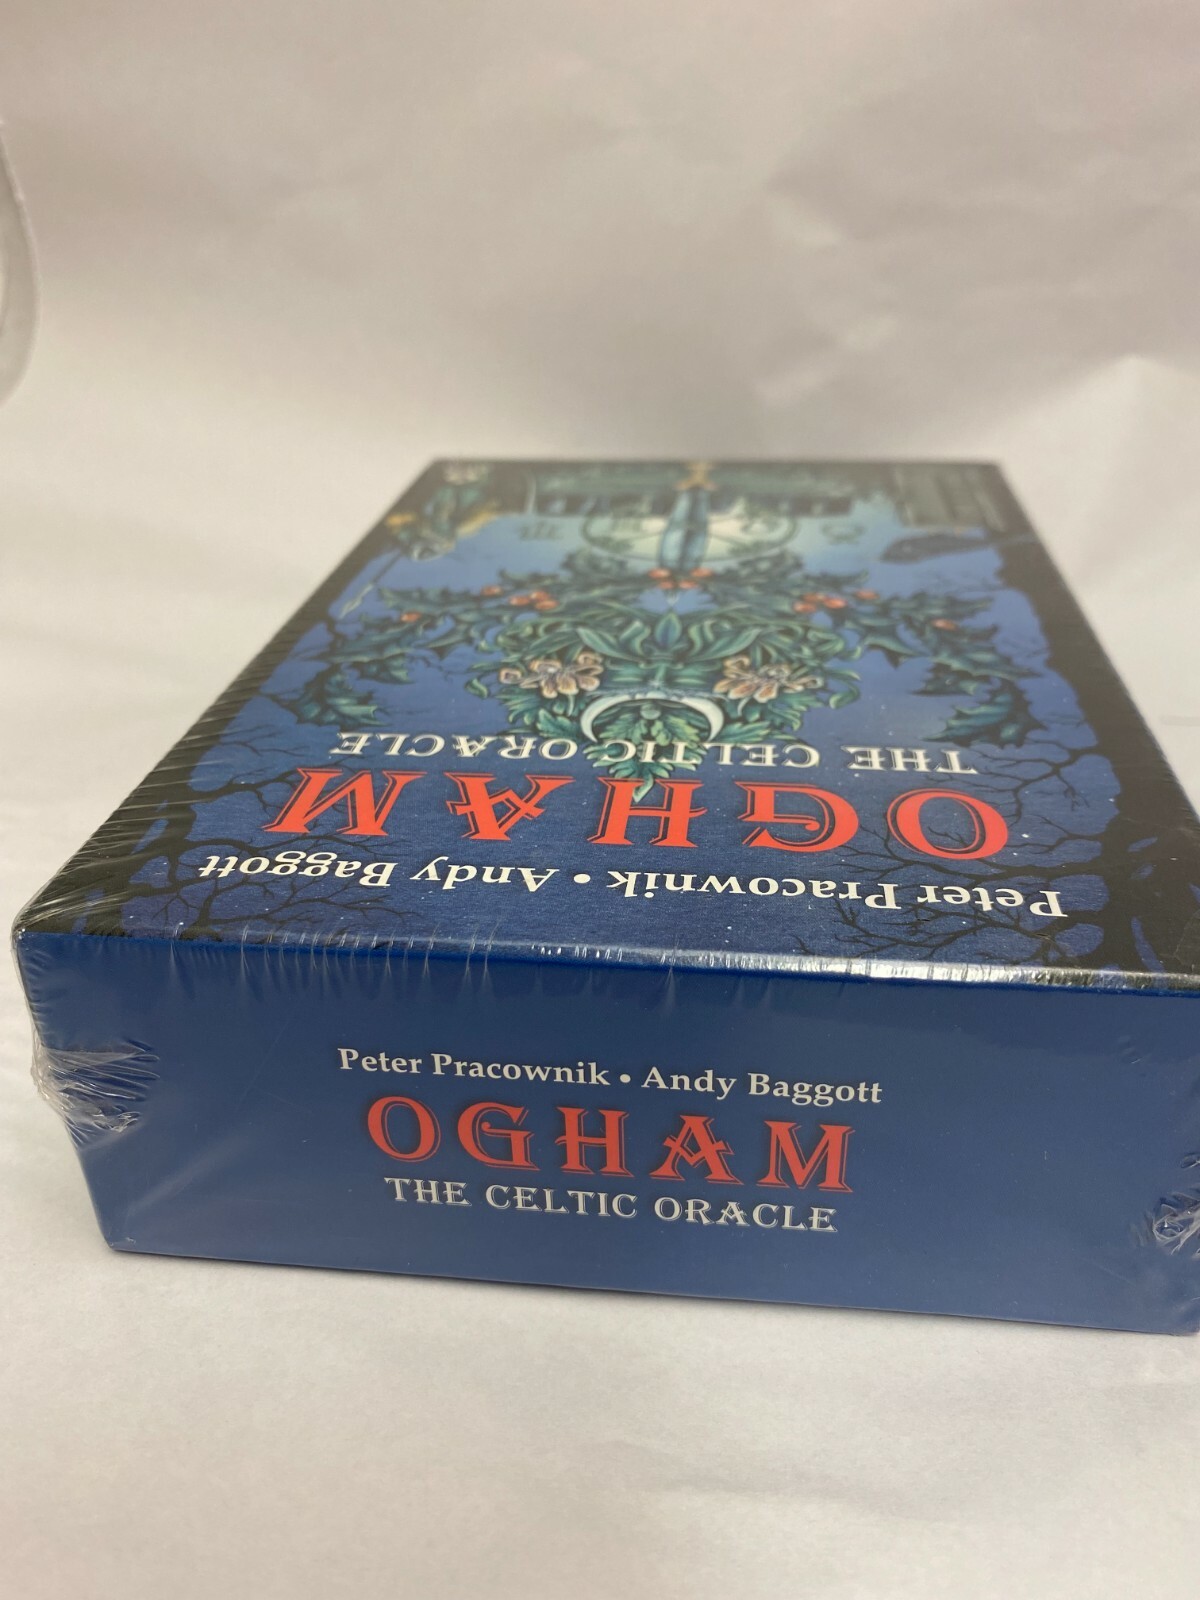 Peter Pracownik • Andy Baggott
OGHAM
THE CELTIC ORACLE
Peter Pracownik • Andy Baggott
OGHAM
THE CELTIC ORACLE